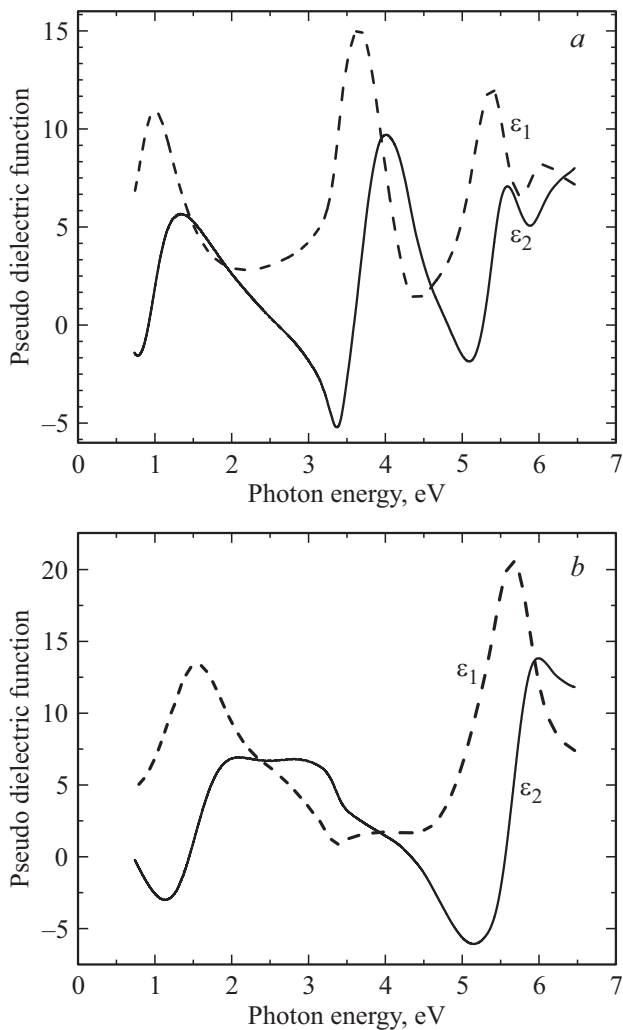 a
15
10
5
0
−5
Pseudo dielectric function
ε1
ε2
0 1 2 3 4 5 6 7
Photon energy, eV
b
20
15
10
5
0
−5
Pseudo dielectric function
ε1
ε2
0 1 2 3 4 5 6 7
Photon energy, eV